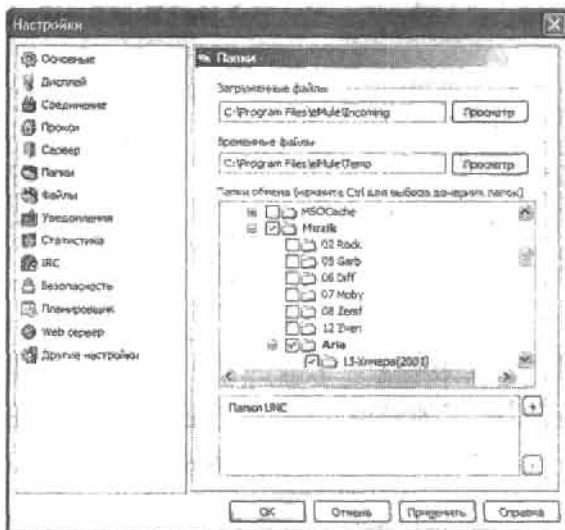 Настройки
Основные
Дисплей
Соединение
Прокси
Сервер
Папки
Файлы
Уведомления
Статистика
IRC
Безопасность
Планировщик
Web сервер
Другие настройки
Папки
Загруженные файлы
C:\Program Files\eMule\Incoming
Просмотр
Временные файлы
C:\Program Files\eMule\Temp
Просмотр
Папки обмена (нажмите Ctrl для выбора дочерних папок)
MSOCache
Muzilk
02 Rock
05 Garb
06 Diff
07 Moby
08 Zemf
12 Zveri
Aria
13-Химера(2001)
Папки UNC
+
-
OK
Отмена
Применить
Справка